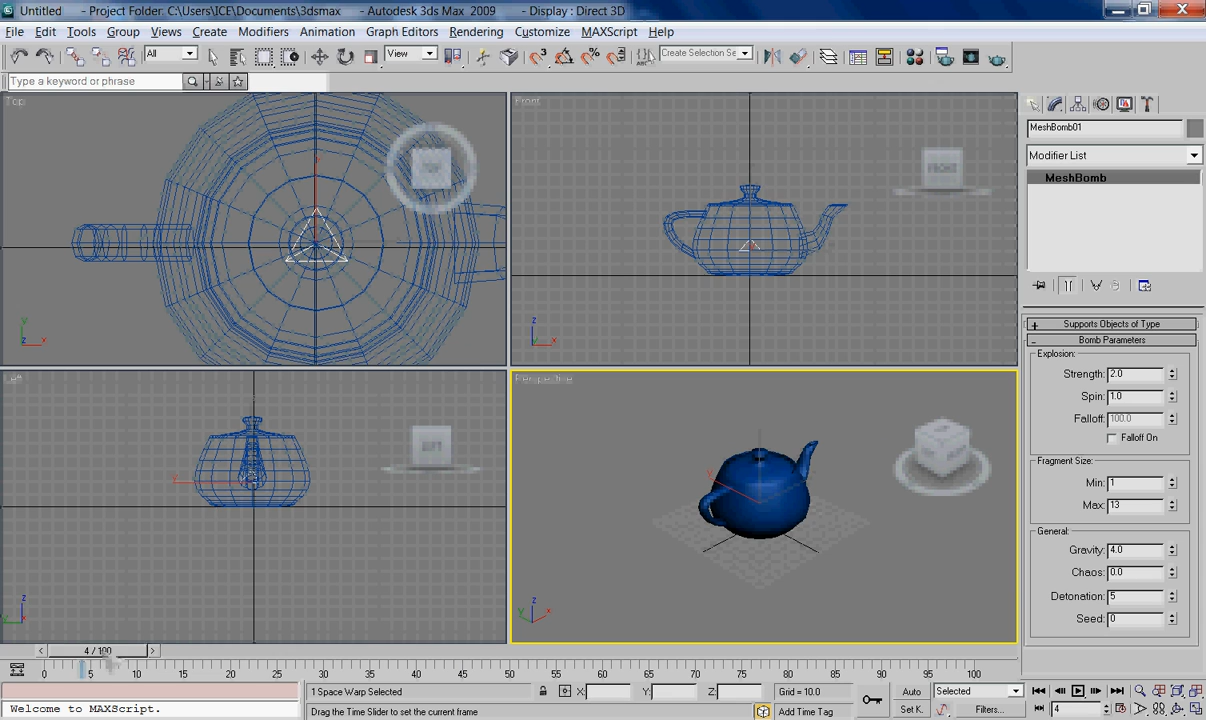 Untitled - Project Folder: C:\Users\ICE\Documents\3dsmax - Autodesk 3ds Max 2009 - Display : Direct 3D
File Edit Tools Group Views Create Modifiers Animation Graph Editors Rendering Customize MAXScript Help
All View 3 Create Selection Se
Type a keyword or phrase
Top
Front
FRONT
MeshBomb01
Modifier List
MeshBomb
+ Supports Objects of Type
- Bomb Parameters
Explosion:
Strength: 2.0
Spin: 1.0
Falloff: 100.0
Falloff On
Fragment Size:
Min: 1
Max: 13
General:
Gravity: 4.0
Chaos: 0.0
Detonation: 5
Seed: 0
z
x
y
Left
Perspective
4 / 100
0 5 10 15 20 25 30 35 40 45 50 55 60 65 70 75 80 85 90 95 100
1 Space Warp Selected X: Y: Z: Grid = 10.0 Auto Selected
Welcome to MAXScript. Drag the Time Slider to set the current frame Add Time Tag Set K. Filters... 4